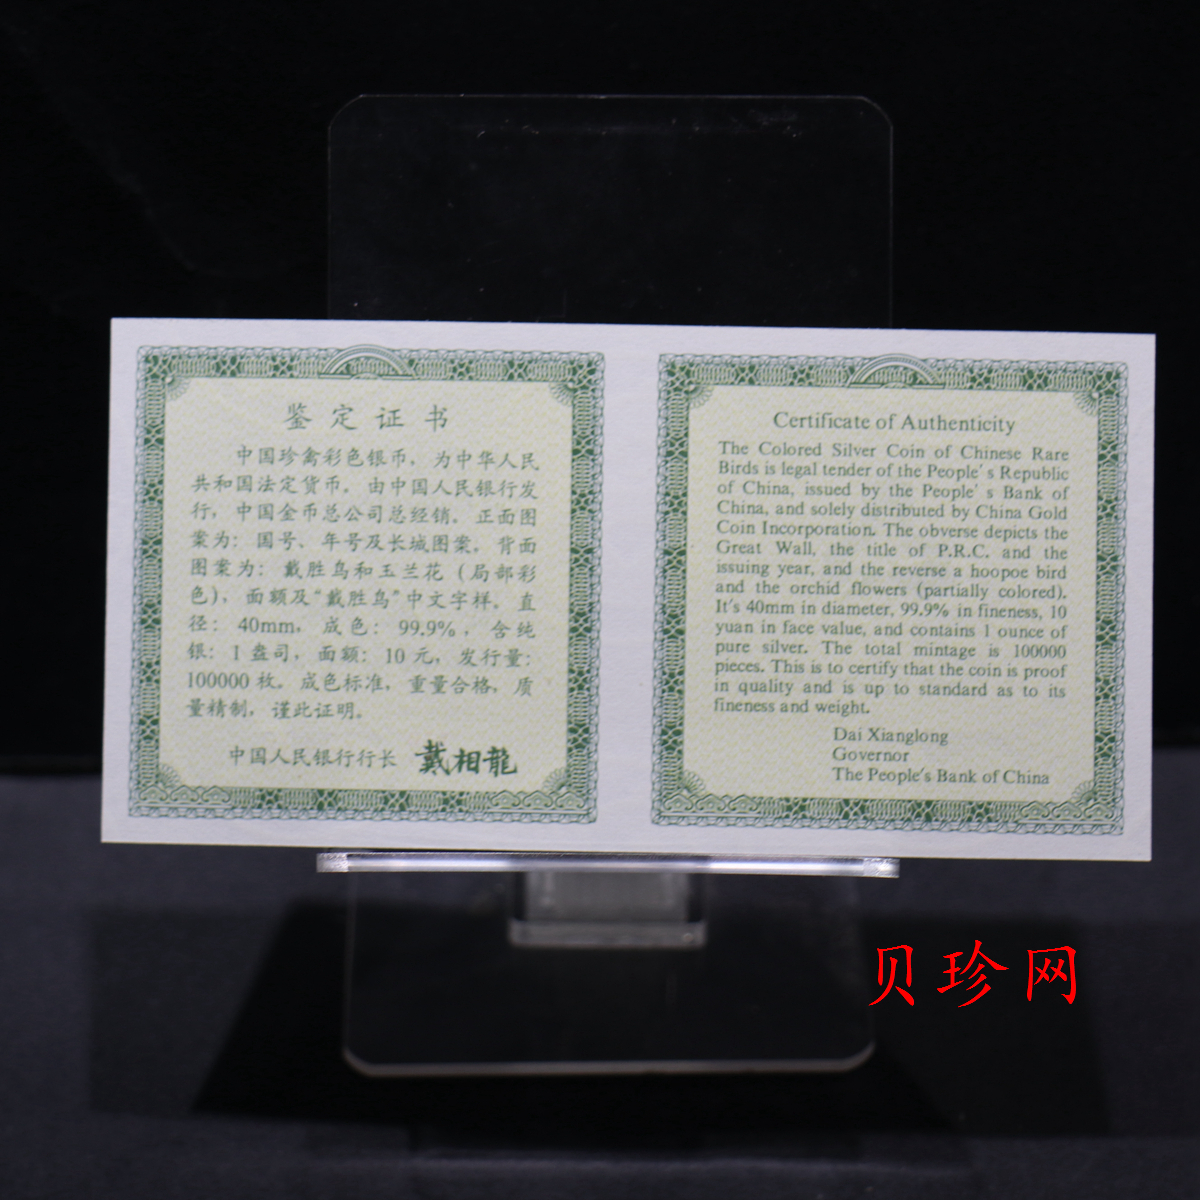 鉴定证书
中国珍禽彩色银币，为中华人民
共和国法定货币。由中国人民银行发
行，中国金币总公司总经销。正面图
案为：国号、年号及长城图案，背面
图案为：戴胜鸟和玉兰花（局部彩
色），面额及“戴胜鸟”中文字样。直
径：40mm，成色：99.9%，含纯
银：1盎司，面额：10元，发行量：
100000枚。成色标准，重量合格，质
量精制，谨此证明。
中国人民银行行长 戴相龍
Certificate of Authenticity
The Colored Silver Coin of Chinese Rare
Birds is legal tender of the People's Republic
of China, issued by the People's Bank of
China, and solely distributed by China Gold
Coin Incorporation. The obverse depicts the
Great Wall, the title of P.R.C. and the
issuing year, and the reverse a hoopoe bird
and the orchid flowers (partially colored).
It's 40mm in diameter, 99.9% in fineness, 10
yuan in face value, and contains 1 ounce of
pure silver. The total mintage is 100000
pieces. This is to certify that the coin is proof
in quality and is up to standard as to its
fineness and weight.
Dai Xianglong
Governor
The People's Bank of China
贝珍网